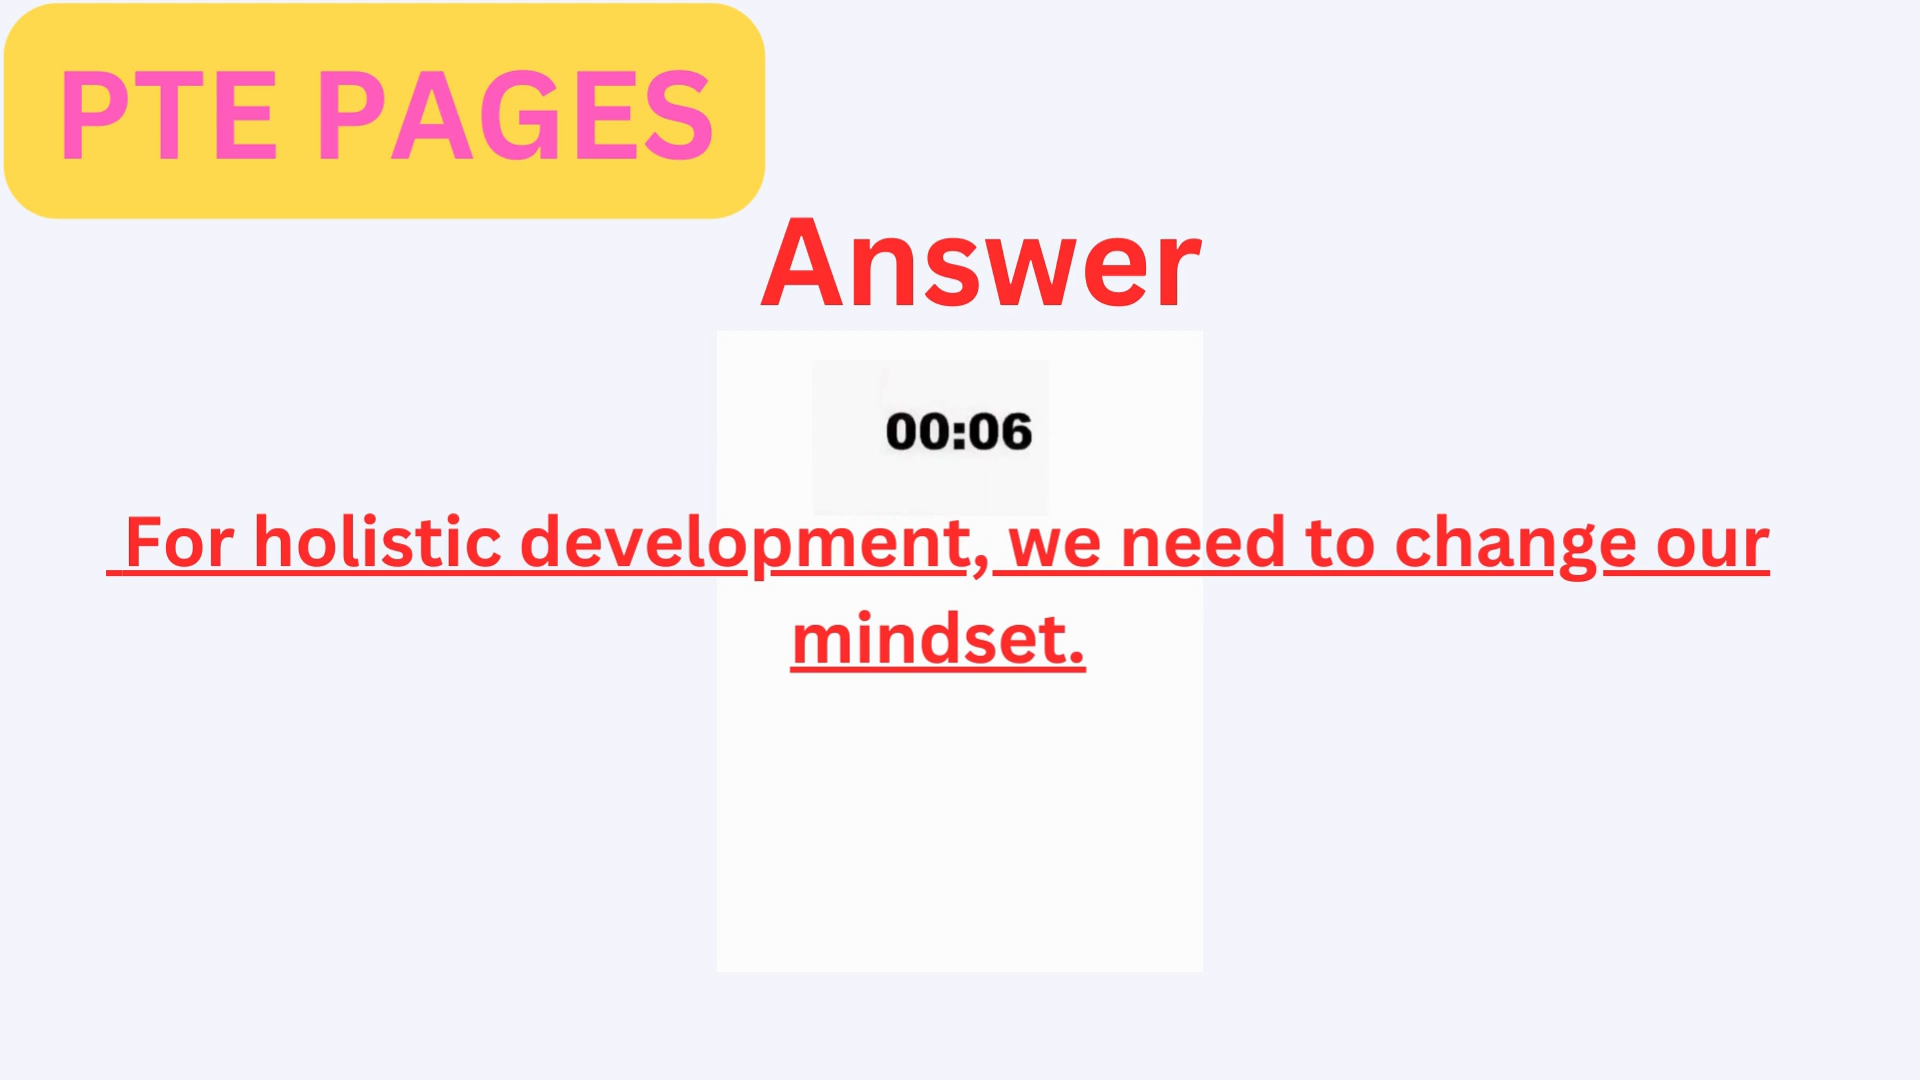 PTE PAGES
Answer
00:06
For holistic development, we need to change our
mindset.